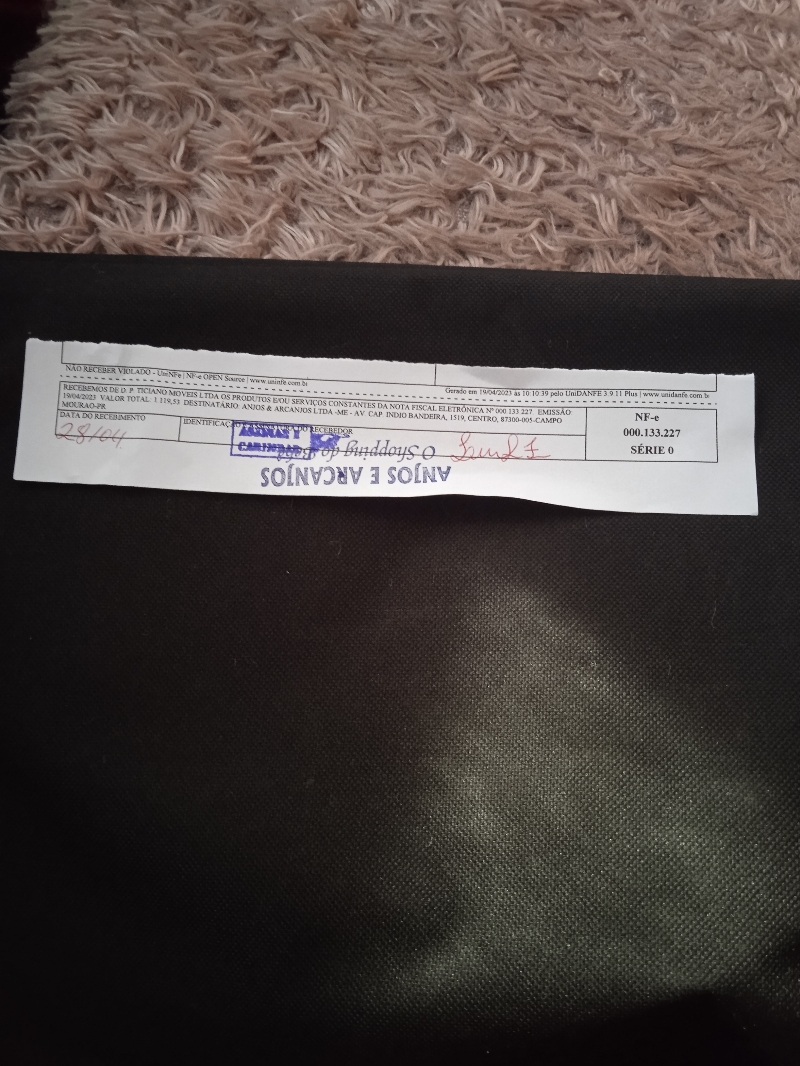 NÃO RECEBER VIOLADO - UniNFe | NF-e OPEN Source | www.uninfe.com.br
Gerado em 19/04/2023 às 10:10:39 pelo UniDANFE 3.9.11 Plus | www.unidanfe.com.br
RECEBEMOS DE D. P. TICIANO MOVEIS LTDA OS PRODUTOS E/OU SERVIÇOS CONSTANTES DA NOTA FISCAL ELETRÔNICA Nº 000.133.227 EMISSÃO:
19/04/2023 VALOR TOTAL: 1.119,53 DESTINATÁRIO: ANJOS & ARCANJOS LTDA -ME - AV. CAP. INDIO BANDEIRA, 1519, CENTRO, 87300-005-CAMPO
MOURAO-PR
DATA DO RECEBIMENTO
28/04
IDENTIFICAÇÃO E ASSINATURA DO RECEBEDOR
NF-e
000.133.227
SÉRIE 0
ANJOS E ARCANJOS
O Shopping do